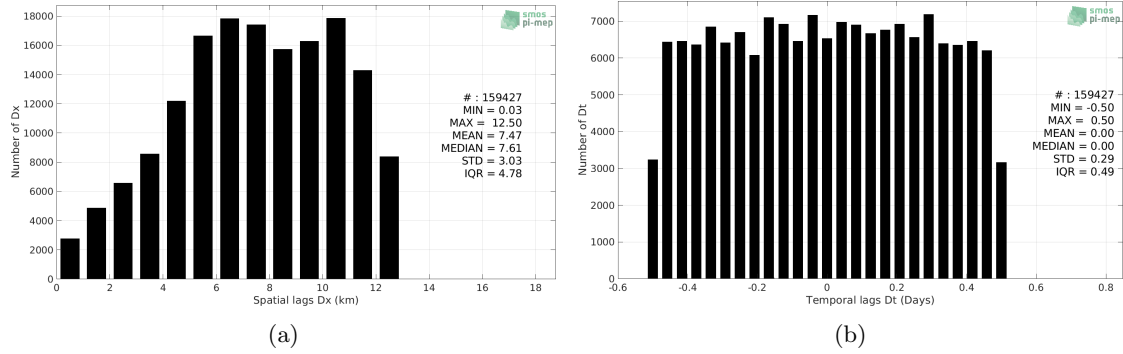 18000
16000
14000
12000
10000
8000
6000
4000
2000
0
Number of Dx
0 2 4 6 8 10 12 14 16 18
Spatial lags Dx (km)
smos
pi-mep
# : 159427
MIN = 0.03
MAX = 12.50
MEAN = 7.47
MEDIAN = 7.61
STD = 3.03
IQR = 4.78
(a)
7000
6000
5000
4000
3000
2000
1000
0
Number of Dt
-0.6 -0.4 -0.2 0 0.2 0.4 0.6 0.8
Temporal lags Dt (Days)
smos
pi-mep
# : 159427
MIN = -0.50
MAX = 0.50
MEAN = 0.00
MEDIAN = 0.00
STD = 0.29
IQR = 0.49
(b)